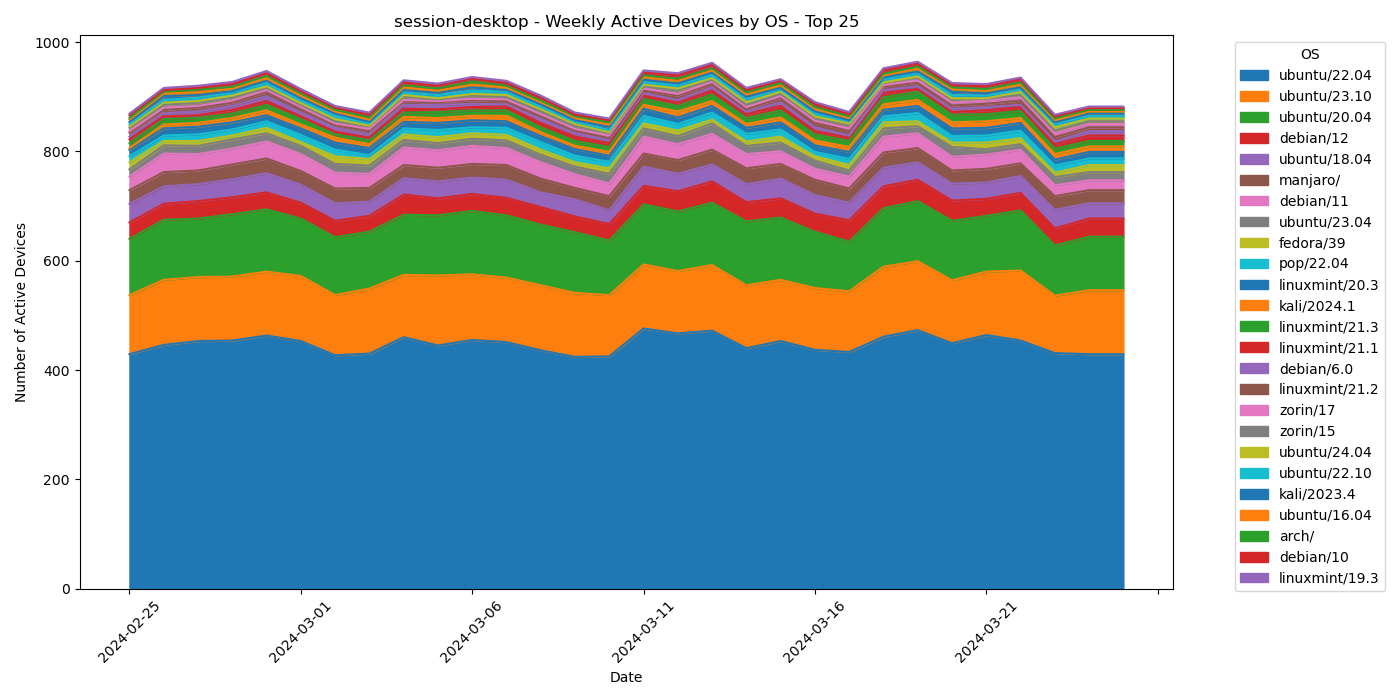 session-desktop - Weekly Active Devices by OS - Top 25
1000
800
600
400
200
0
Number of Active Devices
2024-02-25
2024-03-01
2024-03-06
2024-03-11
2024-03-16
2024-03-21
Date
OS
ubuntu/22.04
ubuntu/23.10
ubuntu/20.04
debian/12
ubuntu/18.04
manjaro/
debian/11
ubuntu/23.04
fedora/39
pop/22.04
linuxmint/20.3
kali/2024.1
linuxmint/21.3
linuxmint/21.1
debian/6.0
linuxmint/21.2
zorin/17
zorin/15
ubuntu/24.04
ubuntu/22.10
kali/2023.4
ubuntu/16.04
arch/
debian/10
linuxmint/19.3